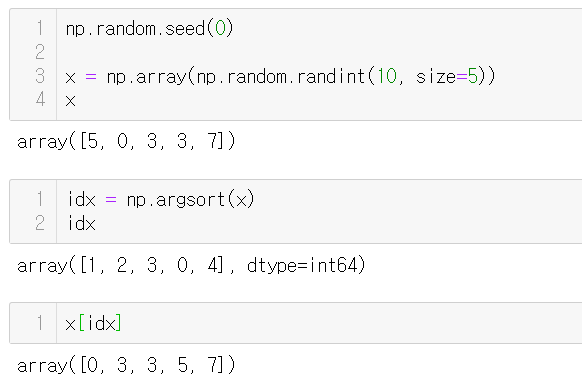 1 np.random.seed(0)
2
3 x = np.array(np.random.randint(10, size=5))
4 x
array([5, 0, 3, 3, 7])
1 idx = np.argsort(x)
2 idx
array([1, 2, 3, 0, 4], dtype=int64)
1 x[idx]
array([0, 3, 3, 5, 7])